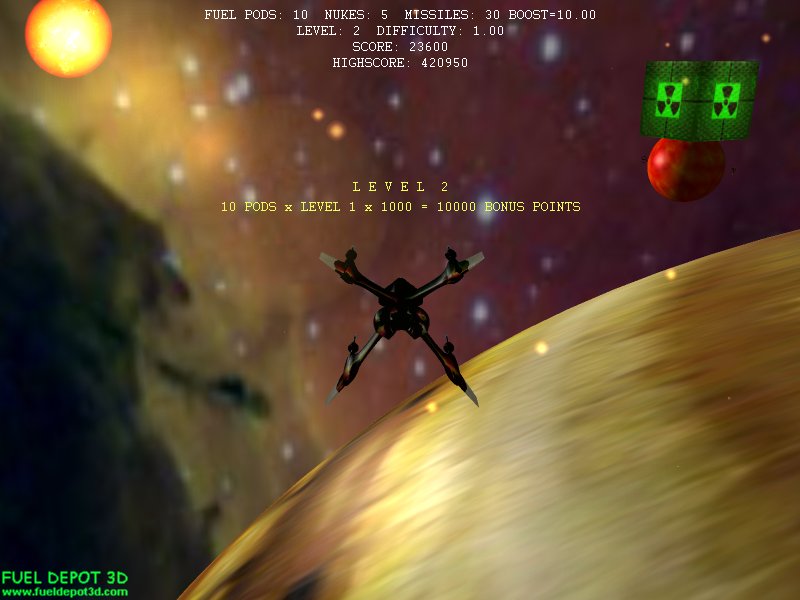 FUEL PODS: 10 NUKES: 5 MISSILES: 30 BOOST=10.00
LEVEL: 2 DIFFICULTY: 1.00
SCORE: 23600
HIGHSCORE: 420950
L E V E L 2
10 PODS x LEVEL 1 x 1000 = 10000 BONUS POINTS
FUEL DEPOT 3D
www.fueldepot3d.com